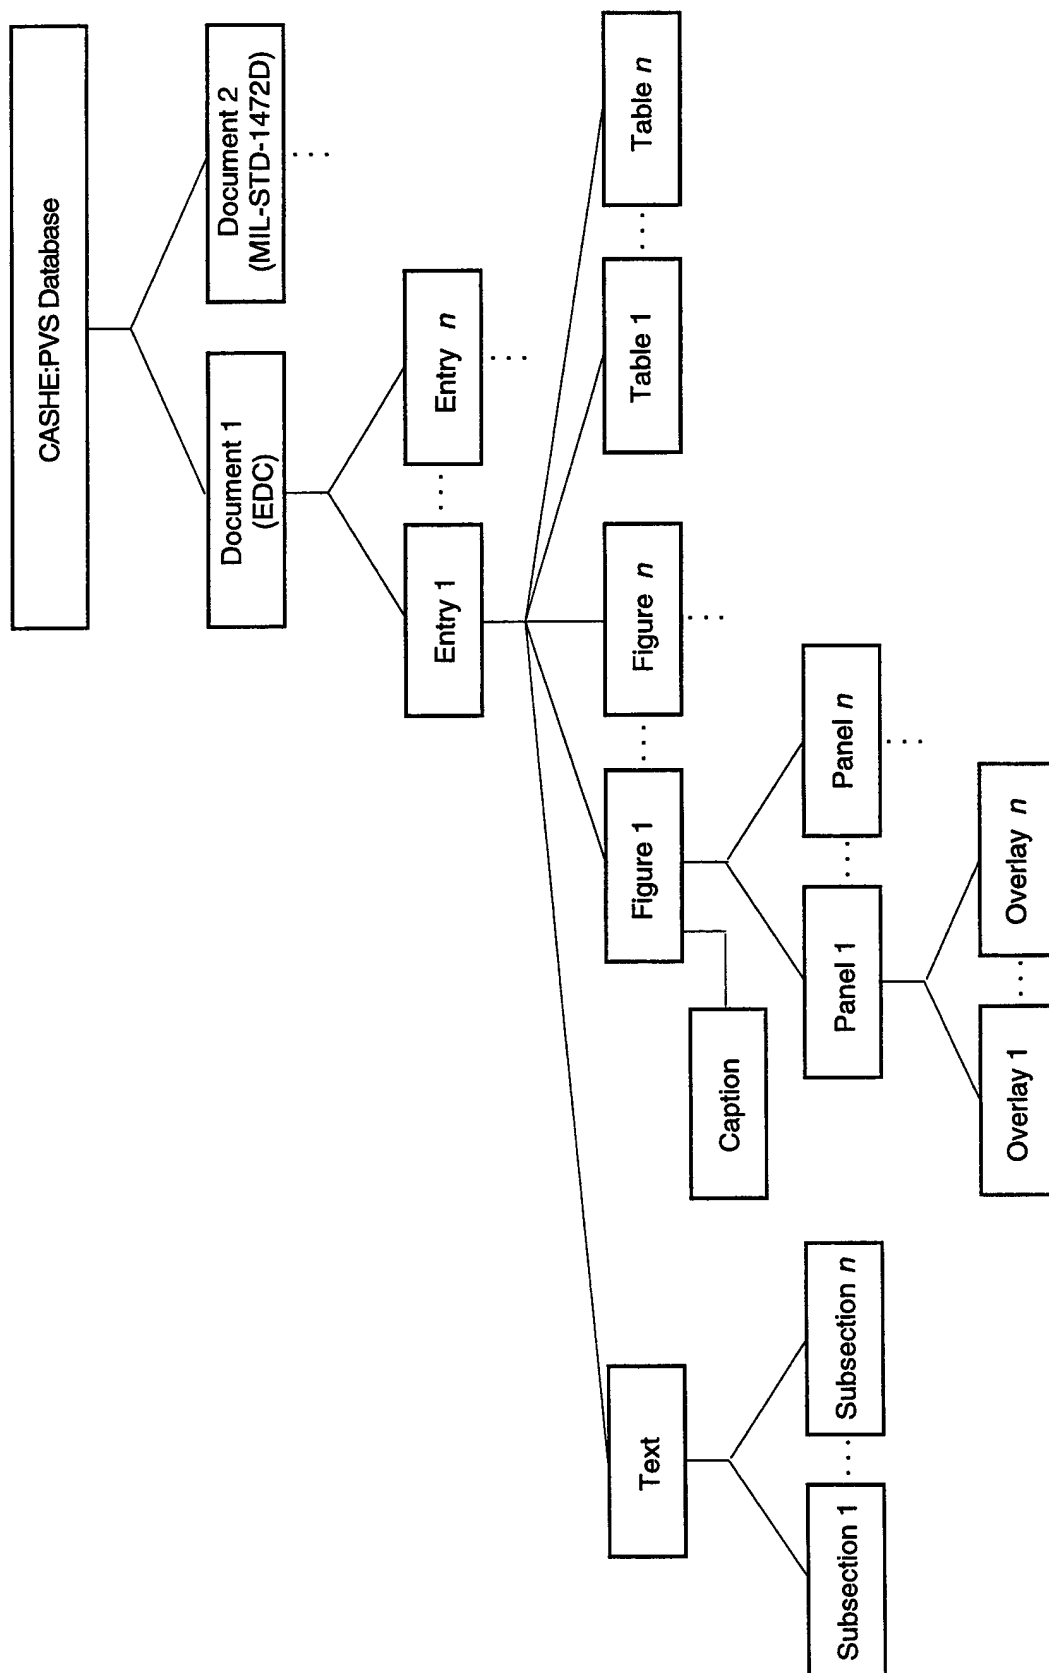 CASHE:PVS Database
Document 1
(EDC)
Document 2
(MIL-STD-1472D)
. . .
Entry 1
. . .
Entry n
. . .
Text
Figure 1
. . .
Figure n
Table 1
. . .
Table n
. . .
Caption
Subsection 1
. . .
Subsection n
Panel 1
. . .
Panel n
. . .
Overlay 1
. . .
Overlay n